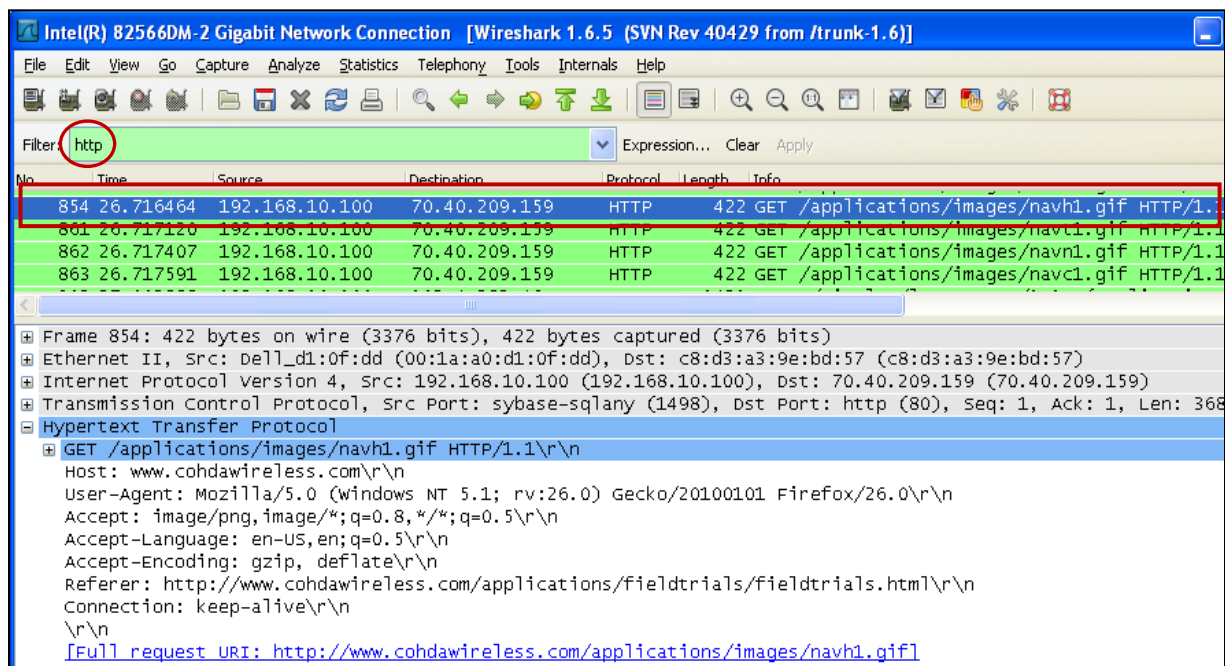 Intel(R) 82566DM-2 Gigabit Network Connection [Wireshark 1.6.5 (SVN Rev 40429 from /trunk-1.6)]
File Edit View Go Capture Analyze Statistics Telephony Tools Internals Help
Filter: http Expression... Clear Apply
No. Time Source Destination Protocol Length Info
854 26.716464 192.168.10.100 70.40.209.159 HTTP 422 GET /applications/images/navh1.gif HTTP/1.1
861 26.717120 192.168.10.100 70.40.209.159 HTTP 422 GET /applications/images/navt1.gif HTTP/1.1
862 26.717407 192.168.10.100 70.40.209.159 HTTP 422 GET /applications/images/navn1.gif HTTP/1.1
863 26.717591 192.168.10.100 70.40.209.159 HTTP 422 GET /applications/images/navc1.gif HTTP/1.1
Frame 854: 422 bytes on wire (3376 bits), 422 bytes captured (3376 bits)
Ethernet II, Src: Dell_d1:0f:dd (00:1a:a0:d1:0f:dd), Dst: c8:d3:a3:9e:bd:57 (c8:d3:a3:9e:bd:57)
Internet Protocol Version 4, Src: 192.168.10.100 (192.168.10.100), Dst: 70.40.209.159 (70.40.209.159)
Transmission Control Protocol, Src Port: sybase-sqlany (1498), Dst Port: http (80), Seq: 1, Ack: 1, Len: 368
Hypertext Transfer Protocol
GET /applications/images/navh1.gif HTTP/1.1\r\n
Host: www.cohdawireless.com\r\n
User-Agent: Mozilla/5.0 (Windows NT 5.1; rv:26.0) Gecko/20100101 Firefox/26.0\r\n
Accept: image/png,image/*;q=0.8,*/*;q=0.5\r\n
Accept-Language: en-US,en;q=0.5\r\n
Accept-Encoding: gzip, deflate\r\n
Referer: http://www.cohdawireless.com/applications/fieldtrials/fieldtrials.html\r\n
Connection: keep-alive\r\n
\r\n
[Full request URI: http://www.cohdawireless.com/applications/images/navh1.gif]